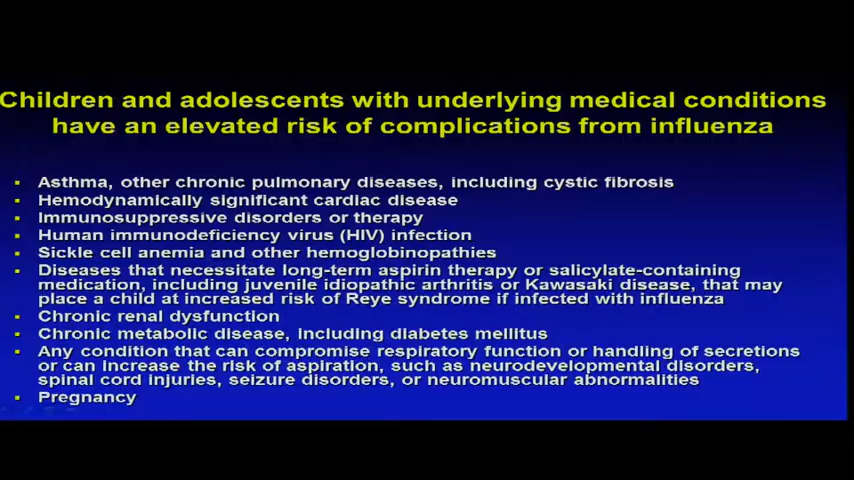 Children and adolescents with underlying medical conditions
have an elevated risk of complications from influenza
▪ Asthma, other chronic pulmonary diseases, including cystic fibrosis
▪ Hemodynamically significant cardiac disease
▪ Immunosuppressive disorders or therapy
▪ Human immunodeficiency virus (HIV) infection
▪ Sickle cell anemia and other hemoglobinopathies
▪ Diseases that necessitate long-term aspirin therapy or salicylate-containing
medication, including juvenile idiopathic arthritis or Kawasaki disease, that may
place a child at increased risk of Reye syndrome if infected with influenza
▪ Chronic renal dysfunction
▪ Chronic metabolic disease, including diabetes mellitus
▪ Any condition that can compromise respiratory function or handling of secretions
or can increase the risk of aspiration, such as neurodevelopmental disorders,
spinal cord injuries, seizure disorders, or neuromuscular abnormalities
▪ Pregnancy